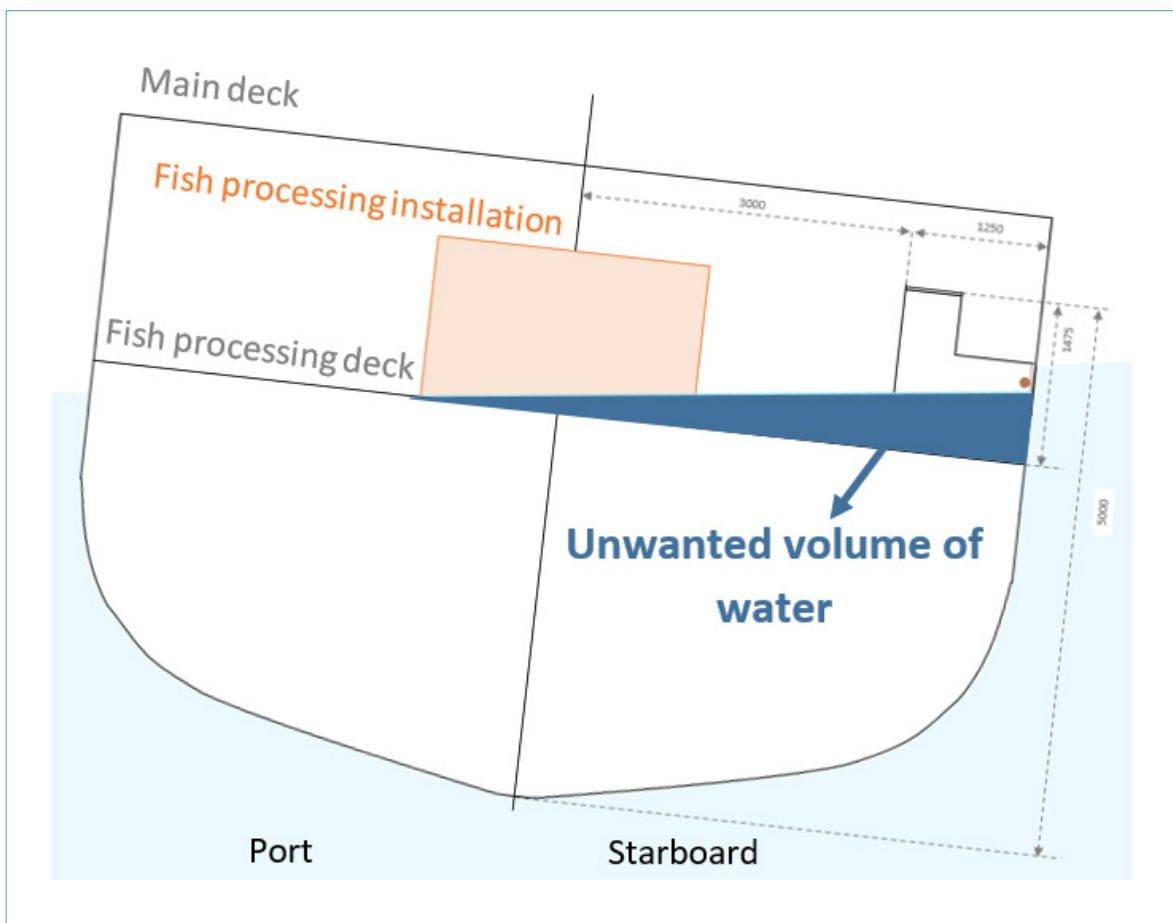 Main deck
Fish processing installation
3000
1250
Fish processing deck
1475
5000
Unwanted volume of
water
Port
Starboard